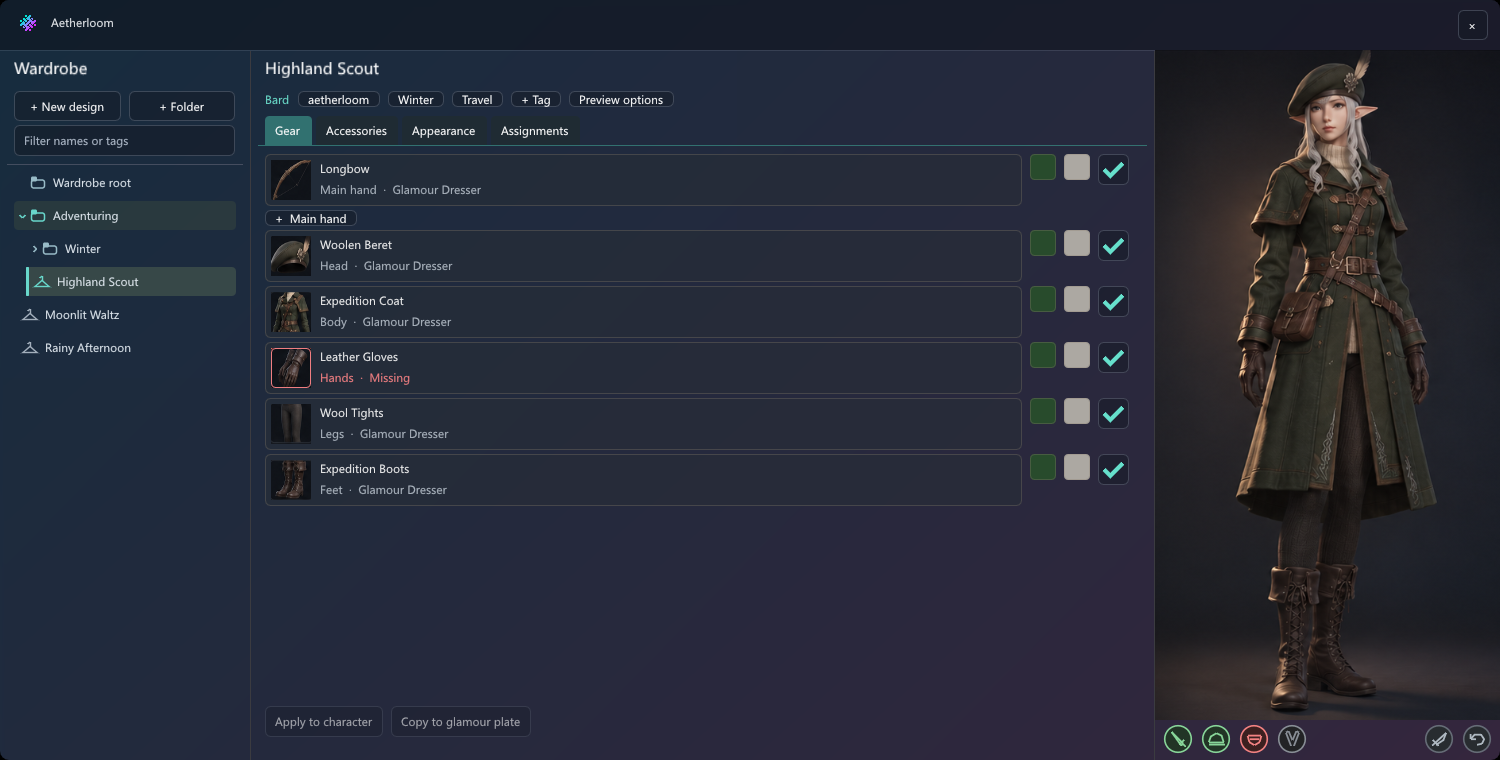 Aetherloom
×
Wardrobe
+ New design
+ Folder
Filter names or tags
Wardrobe root
Adventuring
Winter
Highland Scout
Moonlit Waltz
Rainy Afternoon
Highland Scout
Bard aetherloom Winter Travel + Tag Preview options
Gear Accessories Appearance Assignments
Longbow
Main hand · Glamour Dresser
+ Main hand
Woolen Beret
Head · Glamour Dresser
Expedition Coat
Body · Glamour Dresser
Leather Gloves
Hands · Missing
Wool Tights
Legs · Glamour Dresser
Expedition Boots
Feet · Glamour Dresser
Apply to character
Copy to glamour plate